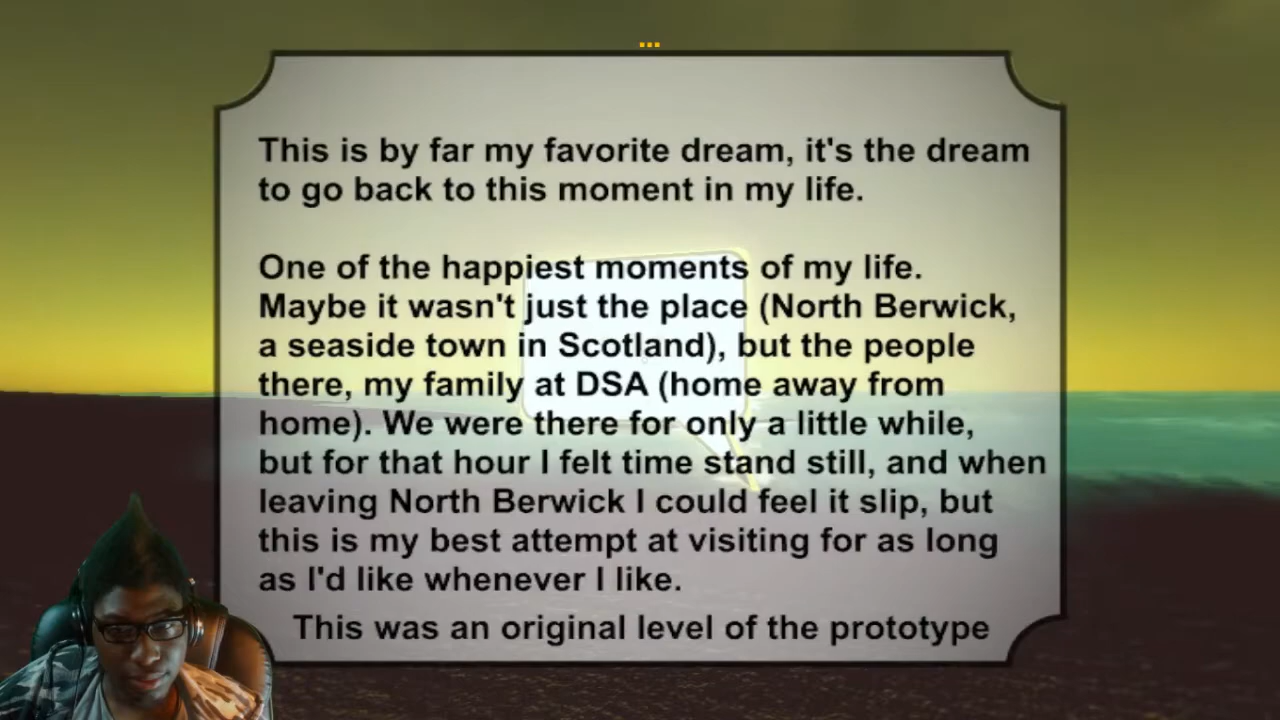 ...
This is by far my favorite dream, it's the dream
to go back to this moment in my life.
One of the happiest moments of my life.
Maybe it wasn't just the place (North Berwick,
a seaside town in Scotland), but the people
there, my family at DSA (home away from
home). We were there for only a little while,
but for that hour I felt time stand still, and when
leaving North Berwick I could feel it slip, but
this is my best attempt at visiting for as long
as I'd like whenever I like.
This was an original level of the prototype